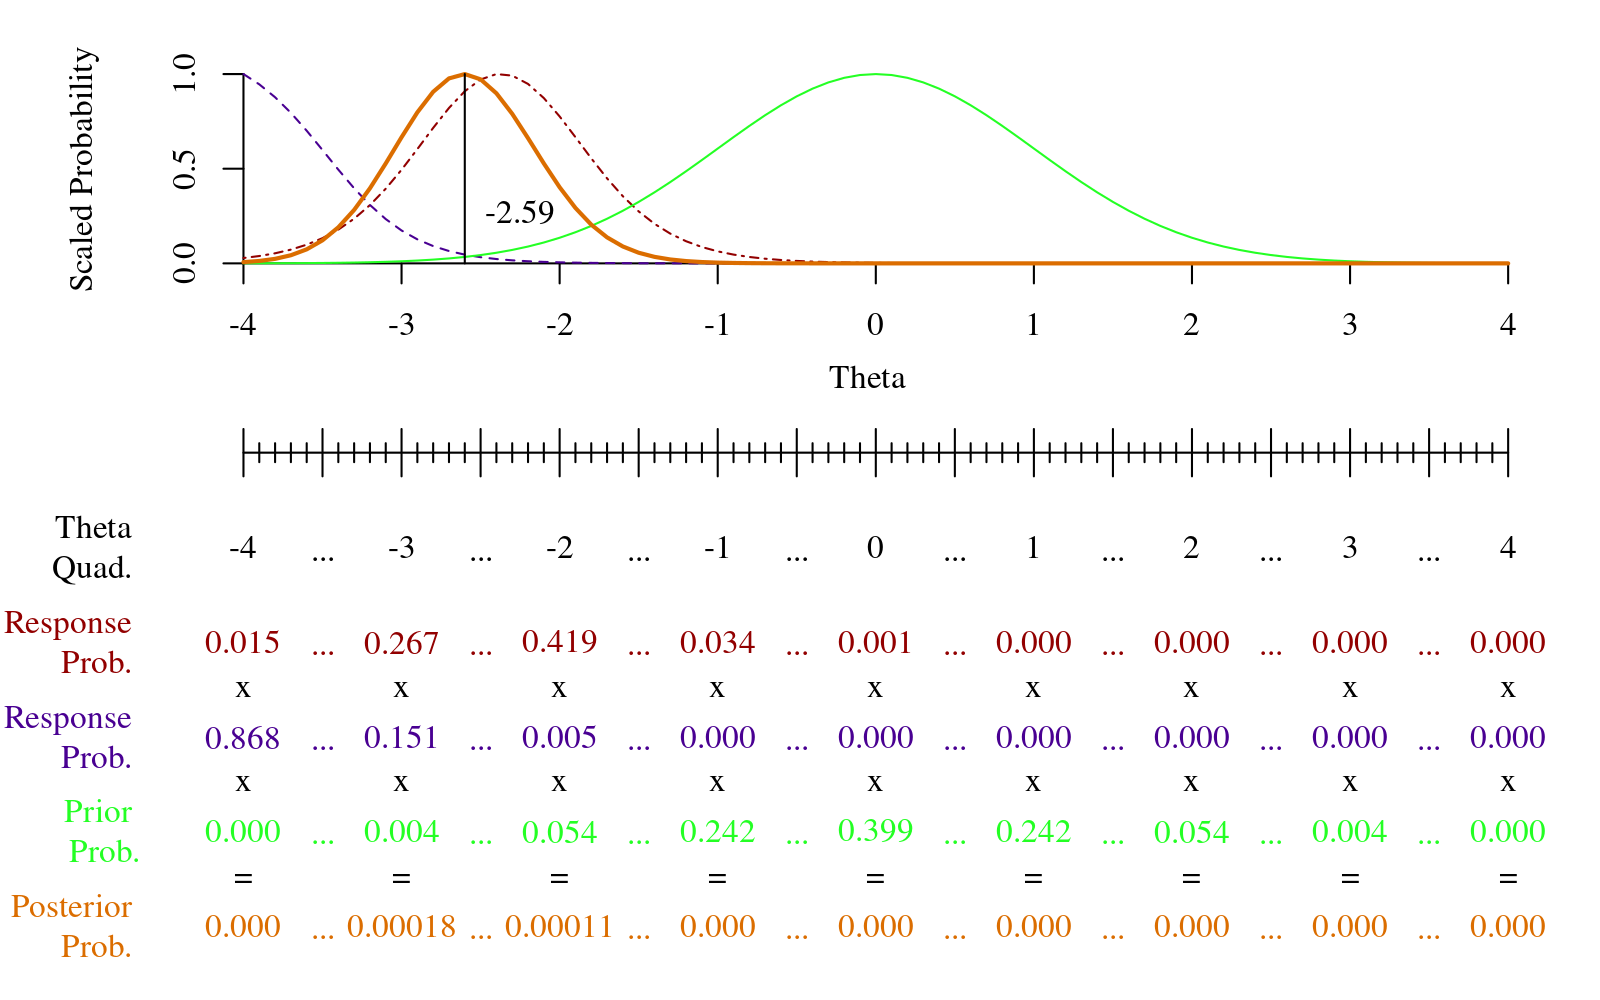 Scaled Probability
1.0
0.5
0.0
-2.59
-4 -3 -2 -1 0 1 2 3 4
Theta
Theta
Quad.
-4 ... -3 ... -2 ... -1 ... 0 ... 1 ... 2 ... 3 ... 4
Response
Prob.
0.015 ... 0.267 ... 0.419 ... 0.034 ... 0.001 ... 0.000 ... 0.000 ... 0.000 ... 0.000
x x x x x x x x x
Response
Prob.
0.868 ... 0.151 ... 0.005 ... 0.000 ... 0.000 ... 0.000 ... 0.000 ... 0.000 ... 0.000
x x x x x x x x x
Prior
Prob.
0.000 ... 0.004 ... 0.054 ... 0.242 ... 0.399 ... 0.242 ... 0.054 ... 0.004 ... 0.000
= = = = = = = = =
Posterior
Prob.
0.000 ... 0.00018 ... 0.00011 ... 0.000 ... 0.000 ... 0.000 ... 0.000 ... 0.000 ... 0.000